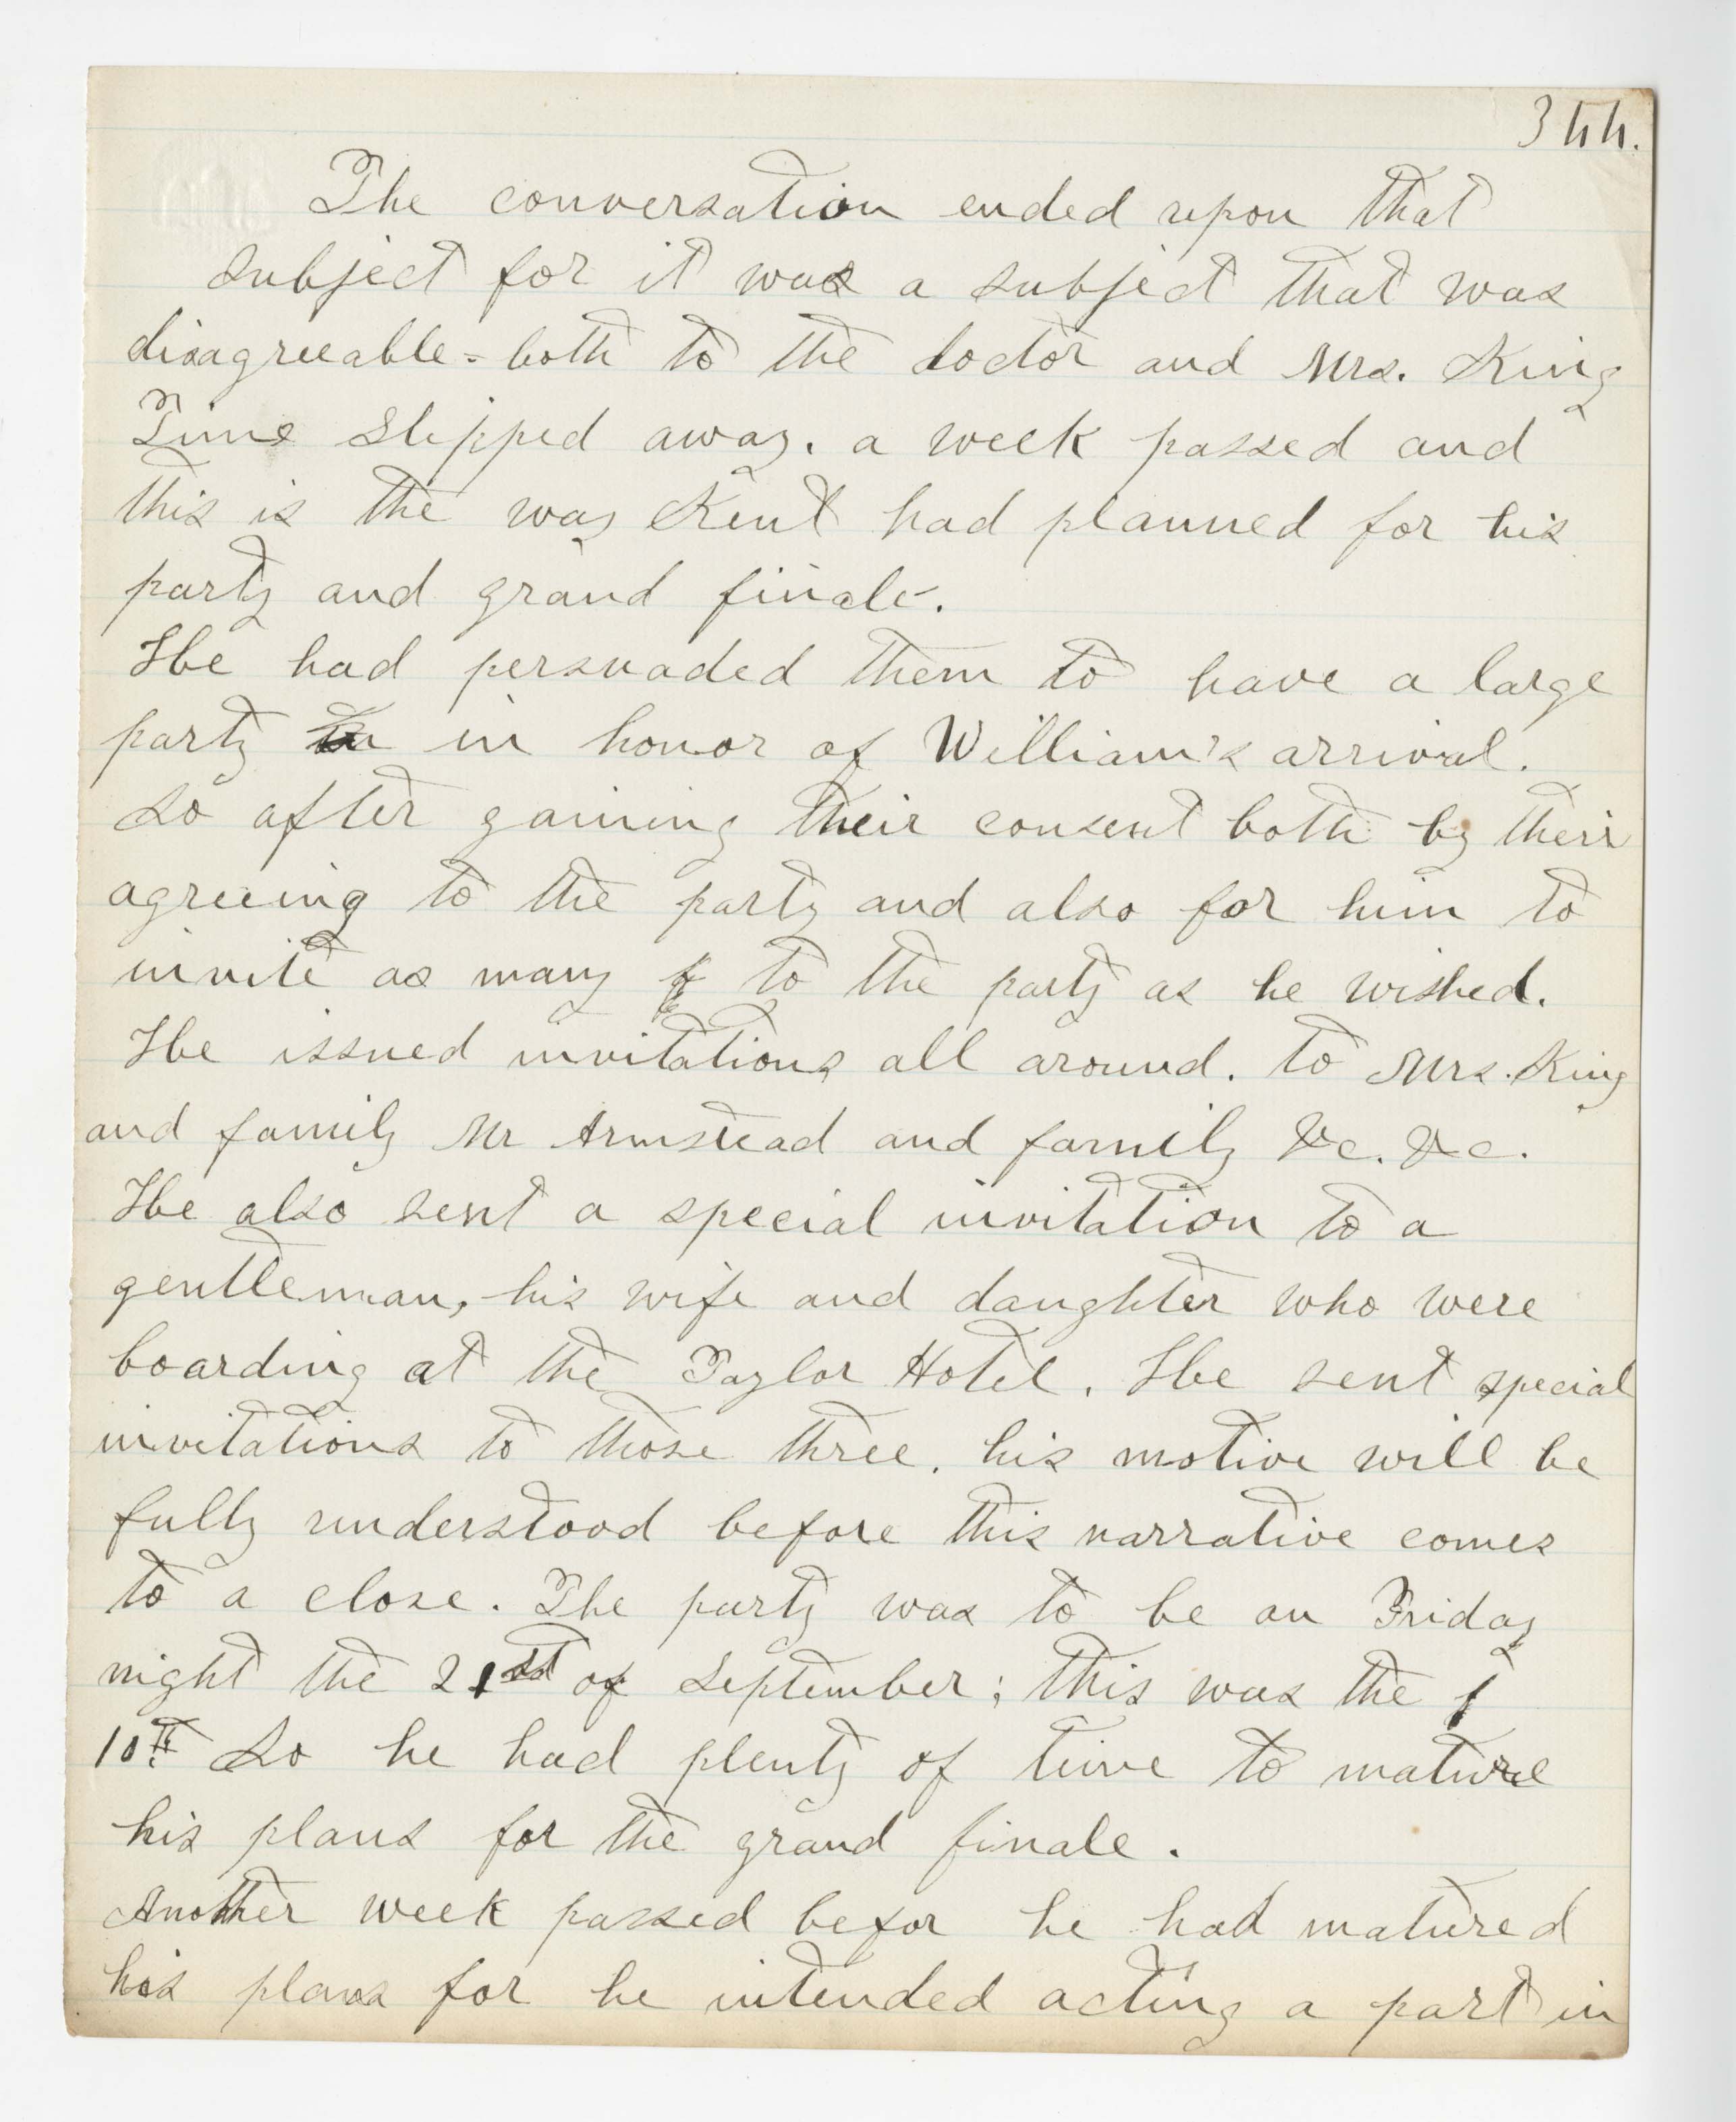 344.
The conversation ended upon that
subject for it was a subject that was
disagreeable - both to the doctor and Mrs. King
Time slipped away. a week passed and
this is the way Kent had planned for his
party and grand finale.
He had persuaded them to have a large
party in honor of William's arrival.
So after gaining their consent both by their
agreeing to the party and also for him to
invite as many to the party as he wished.
He issued invitations all around. to Mrs. King
and family Mr Armstead and family &c. &c.
He also sent a special invitation to a
gentleman, his wife and daughter who were
boarding at the Taylor Hotel. He sent special
invitations to those three. his motive will be
fully understood before this narrative comes
to a close. The party was to be on Friday
night the 21st of September; this was the
10th So he had plenty of time to mature
his plans for the grand finale.
Another week passed befor he had matured
his plans for he intended acting a part in